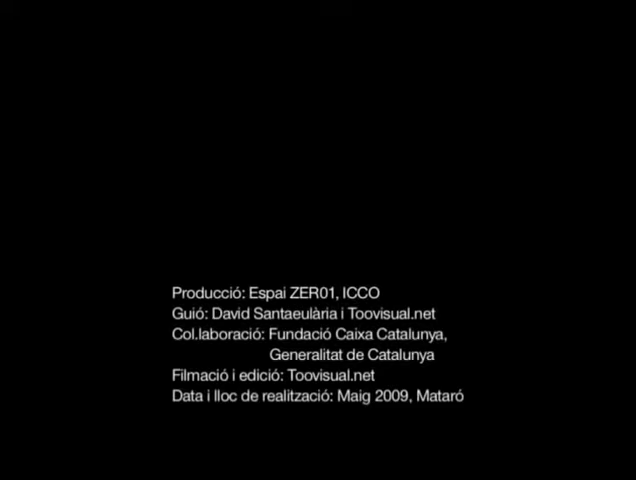 Producció: Espai ZER01, ICCO
Guió: David Santaeulària i Toovisual.net
Col.laboració: Fundació Caixa Catalunya,
Generalitat de Catalunya
Filmació i edició: Toovisual.net
Data i lloc de realització: Maig 2009, Mataró